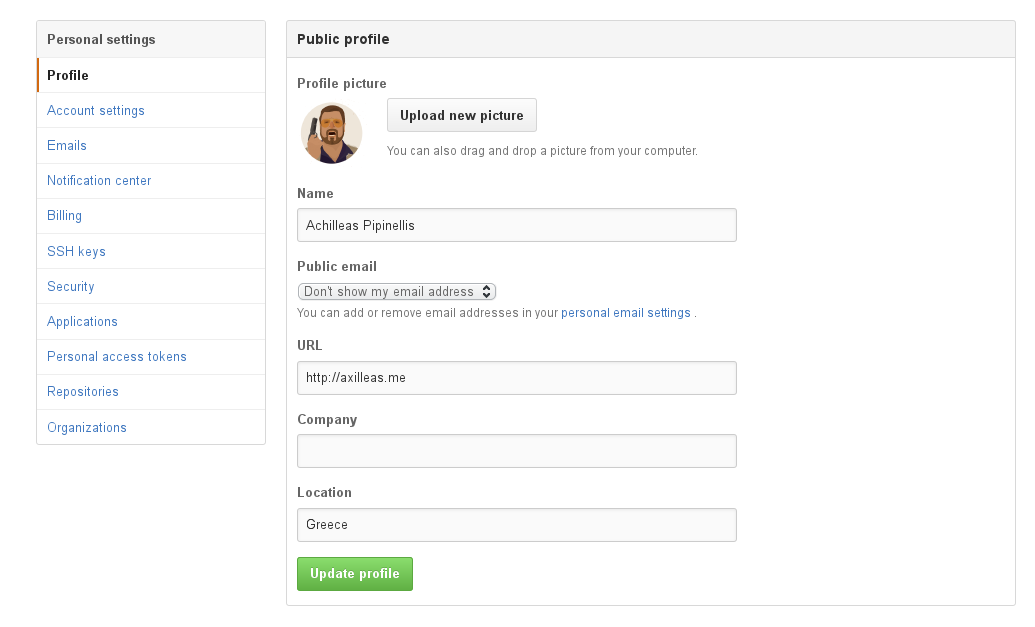 Personal settings
Profile
Account settings
Emails
Notification center
Billing
SSH keys
Security
Applications
Personal access tokens
Repositories
Organizations
Public profile
Profile picture
Upload new picture
You can also drag and drop a picture from your computer.
Name
Achilleas Pipinellis
Public email
Don't show my email address
You can add or remove email addresses in your personal email settings .
URL
http://axilleas.me
Company
Location
Greece
Update profile